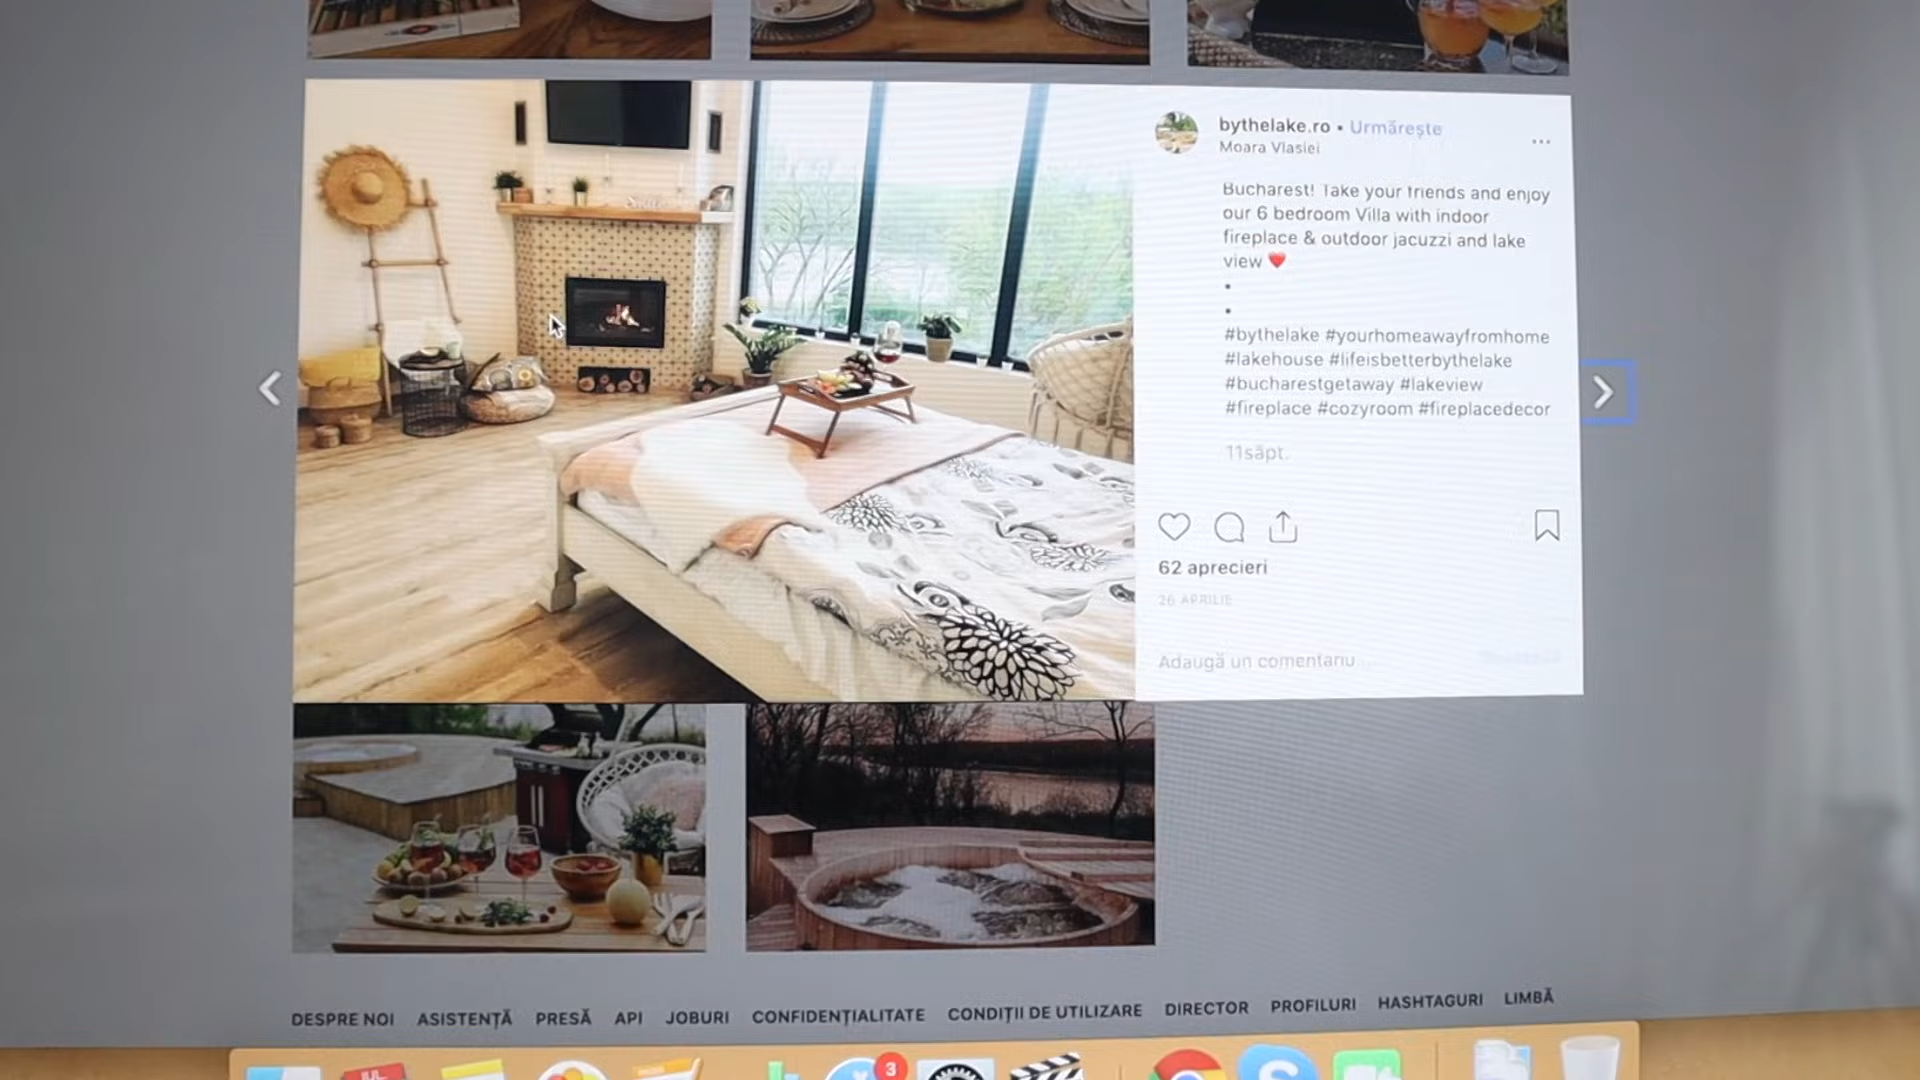 bythelake.ro • Urmărește
Moara Vlasiei
Bucharest! Take your friends and enjoy
our 6 bedroom Villa with indoor
fireplace & outdoor jacuzzi and lake
view ❤️
•
•
#bythelake #yourhomeawayfromhome
#lakehouse #lifeisbetterbythelake
#bucharestgetaway #lakeview
#fireplace #cozyroom #fireplacedecor
11săpt.
62 aprecieri
26 APRILIE
Adaugă un comentariu...
DESPRE NOI ASISTENȚĂ PRESĂ API JOBURI CONFIDENȚIALITATE CONDIȚII DE UTILIZARE DIRECTOR PROFILURI HASHTAGURI LIMBĂ
3
IUL